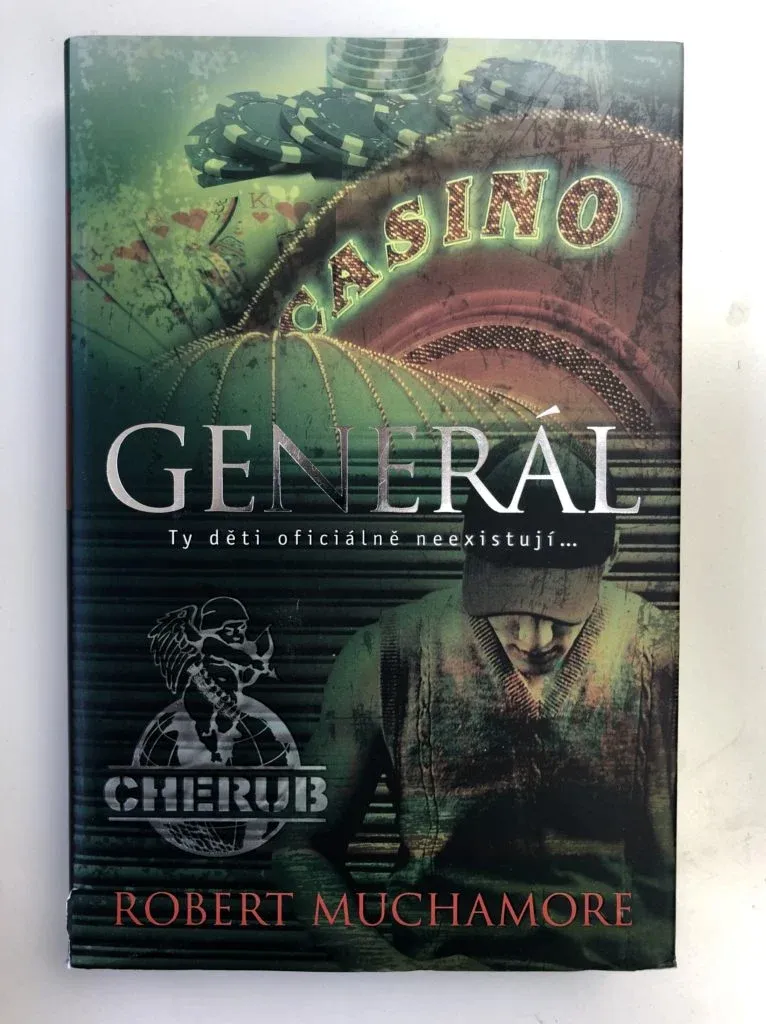 K
CASINO
GENERÁL
Ty děti oficiálně neexistují...
CHERUB
ROBERT MUCHAMORE